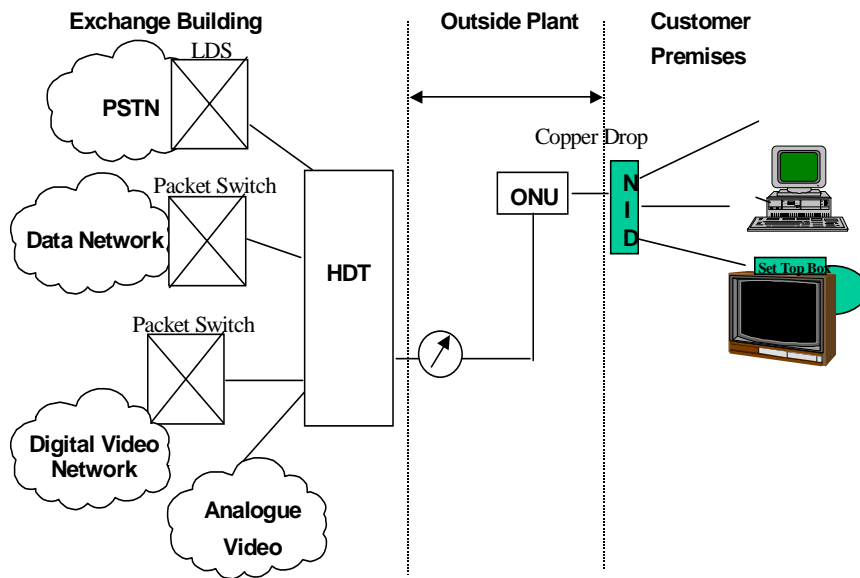 Exchange Building
Outside Plant
Customer
Premises
LDS
PSTN
Copper Drop
Packet Switch
Data Network
HDT
ONU
N
I
D
Set Top Box
Packet Switch
Digital Video
Network
Analogue
Video